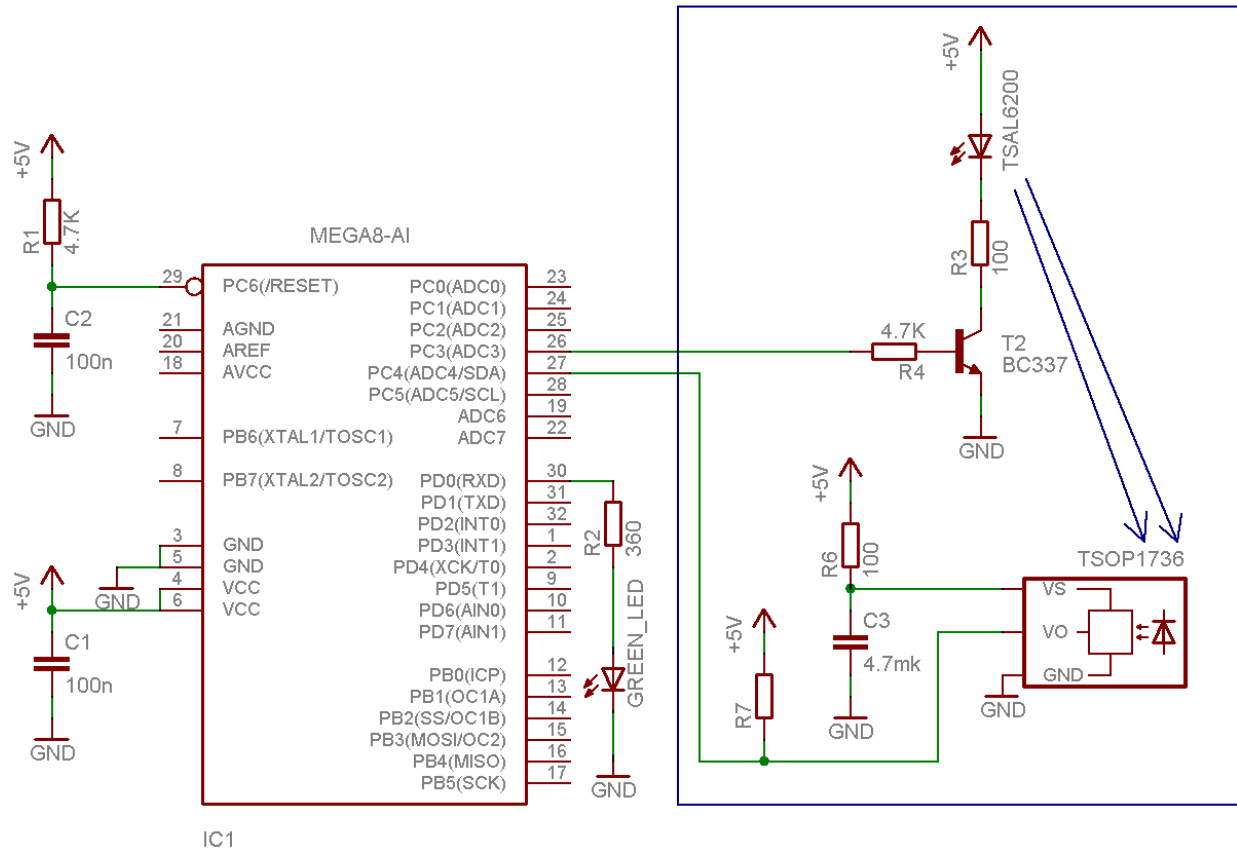 +5V
R1
4.7K
C2
100n
GND
MEGA8-AI
29
PC6(/RESET)
21
AGND
20
AREF
18
AVCC
7
PB6(XTAL1/TOSC1)
8
PB7(XTAL2/TOSC2)
3
GND
5
GND
4
VCC
6
VCC
GND
+5V
C1
100n
GND
PC0(ADC0)
23
PC1(ADC1)
24
PC2(ADC2)
25
PC3(ADC3)
26
PC4(ADC4/SDA)
27
PC5(ADC5/SCL)
28
ADC6
19
ADC7
22
PD0(RXD)
30
PD1(TXD)
31
PD2(INT0)
32
PD3(INT1)
1
PD4(XCK/T0)
2
PD5(T1)
9
PD6(AIN0)
10
PD7(AIN1)
11
PB0(ICP)
12
PB1(OC1A)
13
PB2(SS/OC1B)
14
PB3(MOSI/OC2)
15
PB4(MISO)
16
PB5(SCK)
17
IC1
R2
360
GREEN_LED
GND
+5V
TSAL6200
R3
100
4.7K
R4
T2
BC337
GND
+5V
R6
100
C3
4.7mk
GND
+5V
R7
TSOP1736
VS
VO
GND
GND